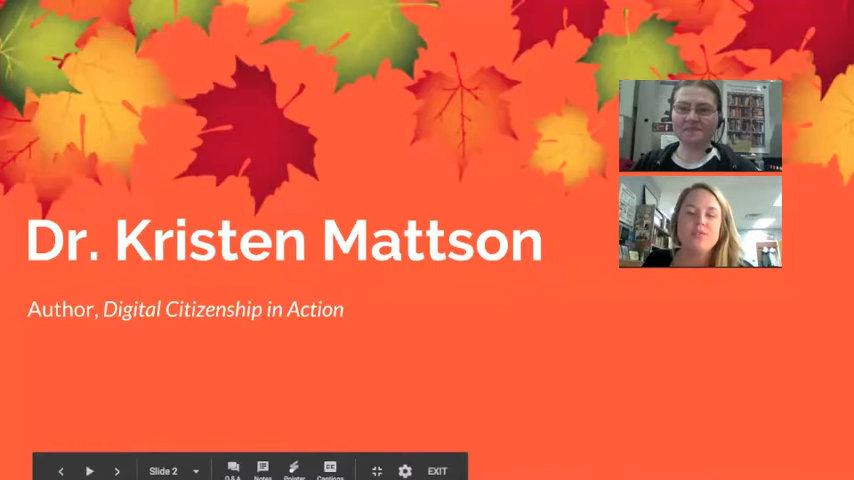 Dr. Kristen Mattson
Author, Digital Citizenship in Action
Slide 2
Q&A
Notes
Pointer
Captions
EXIT